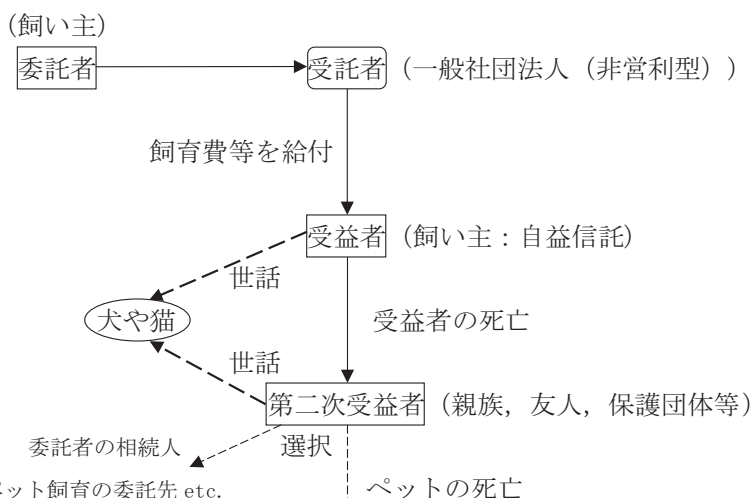 (飼い主)
委託者
受託者 (一般社団法人(非営利型))
飼育費等を給付
受益者 (飼い主:自益信託)
世話
犬や猫
受益者の死亡
世話
第二次受益者 (親族，友人，保護団体等)
委託者の相続人
選択
ペット飼育の委託先 etc.
ペットの死亡